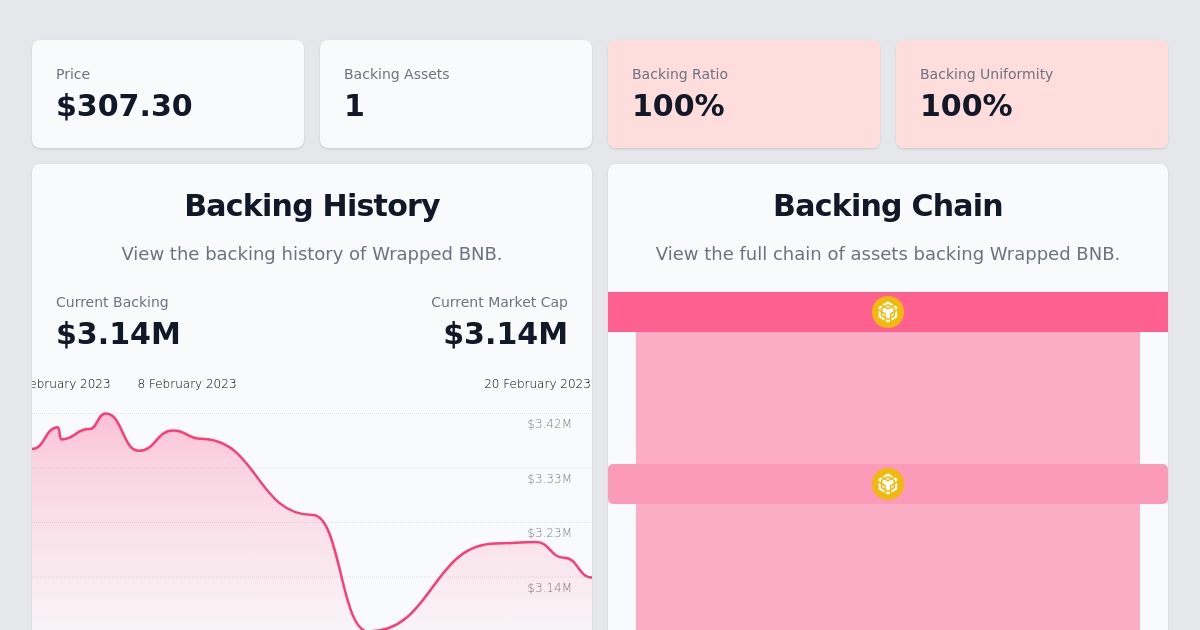 Price
$307.30
Backing Assets
1
Backing Ratio
100%
Backing Uniformity
100%
Backing History
View the backing history of Wrapped BNB.
Current Backing
$3.14M
Current Market Cap
$3.14M
ebruary 2023
8 February 2023
20 February 2023
$3.42M
$3.33M
$3.23M
$3.14M
Backing Chain
View the full chain of assets backing Wrapped BNB.